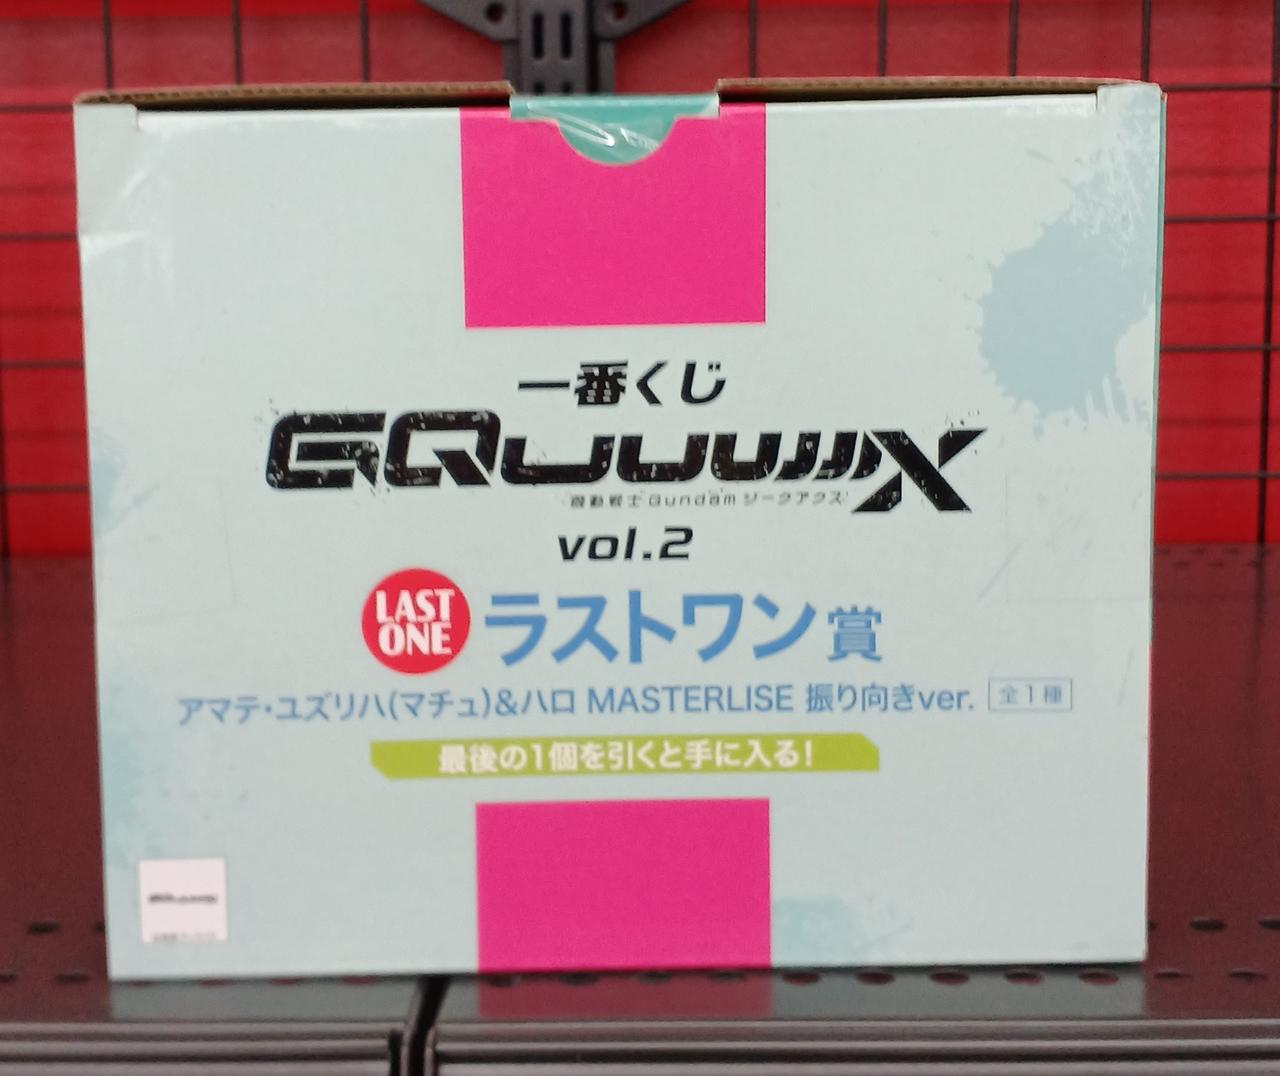 一番くじ
GQuuuuuuX
機動戦士Gundam ジークアクス
vol.2
LAST
ONE
ラストワン賞
アマテ・ユズリハ(マチュ)&ハロ MASTERLISE 振り向きver. 全1種
最後の1個を引くと手に入る!